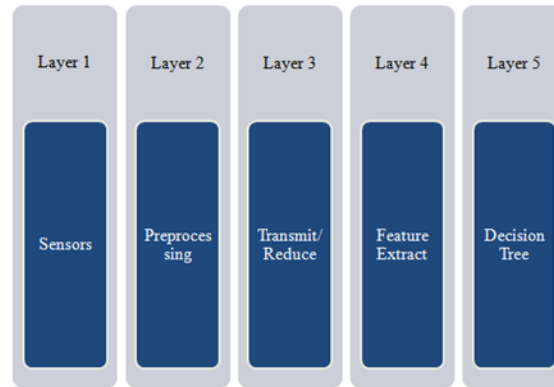 Layer 1
Layer 2
Layer 3
Layer 4
Layer 5
Sensors
Preproces
sing
Transmit/
Reduce
Feature
Extract
Decision
Tree